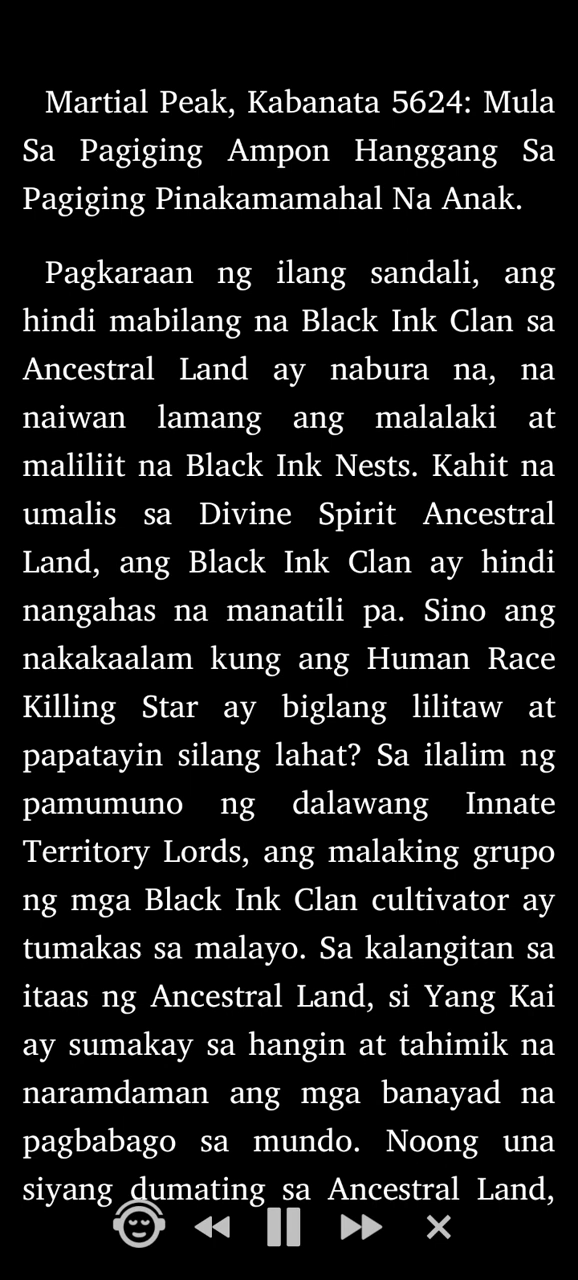 Martial Peak, Kabanata 5624: Mula
Sa Pagiging Ampon Hanggang Sa
Pagiging Pinakamamahal Na Anak.
Pagkaraan ng ilang sandali, ang
hindi mabilang na Black Ink Clan sa
Ancestral Land ay nabura na, na
naiwan lamang ang malalaki at
maliliit na Black Ink Nests. Kahit na
umalis sa Divine Spirit Ancestral
Land, ang Black Ink Clan ay hindi
nangahas na manatili pa. Sino ang
nakakaalam kung ang Human Race
Killing Star ay biglang lilitaw at
papatayin silang lahat? Sa ilalim ng
pamumuno ng dalawang Innate
Territory Lords, ang malaking grupo
ng mga Black Ink Clan cultivator ay
tumakas sa malayo. Sa kalangitan sa
itaas ng Ancestral Land, si Yang Kai
ay sumakay sa hangin at tahimik na
naramdaman ang mga banayad na
pagbabago sa mundo. Noong una
siyang dumating sa Ancestral Land,